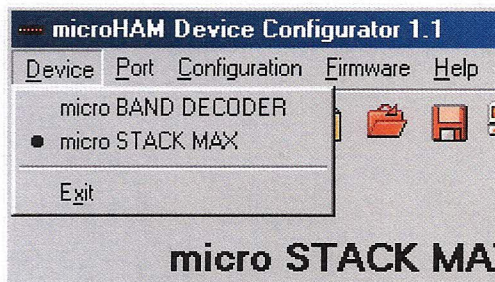 microHAM Device Configurator 1.1
Device Port Configuration Firmware Help
micro BAND DECODER
micro STACK MAX
Exit
micro STACK